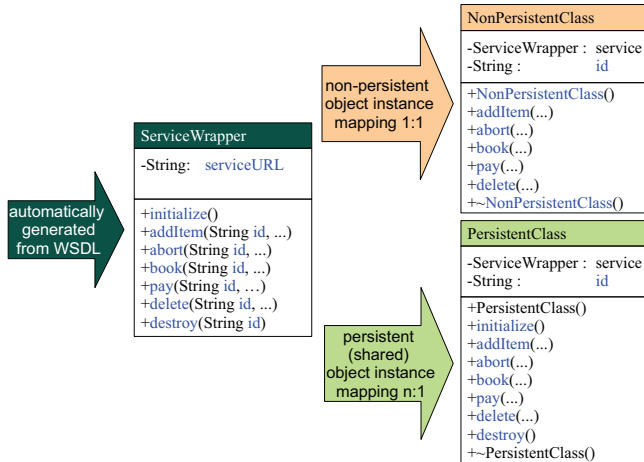 automatically
generated
from WSDL
ServiceWrapper
-String: serviceURL
+initialize()
+addItem(String id, ...)
+abort(String id, ...)
+book(String id, ...)
+pay(String id, …)
+delete(String id, ...)
+destroy(String id)
non-persistent
object instance
mapping 1:1
NonPersistentClass
-ServiceWrapper : service
-String : id
+NonPersistentClass()
+addItem(...)
+abort(...)
+book(...)
+pay(...)
+delete(...)
+~NonPersistentClass()
persistent
(shared)
object instance
mapping n:1
PersistentClass
-ServiceWrapper : service
-String : id
+PersistentClass()
+initialize()
+addItem(...)
+abort(...)
+book(...)
+pay(...)
+delete(...)
+destroy()
+~PersistentClass()